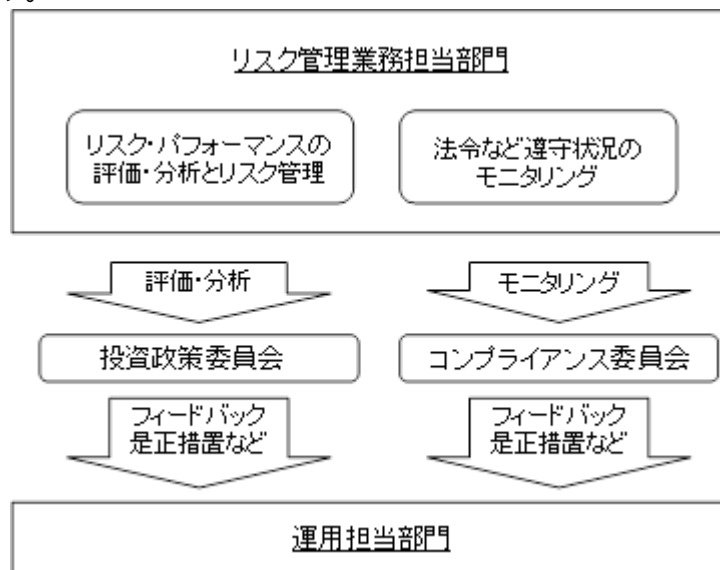 リスク管理業務担当部門
リスク・パフォーマンスの
評価・分析とリスク管理
法令など遵守状況の
モニタリング
評価・分析
モニタリング
投資政策委員会
コンプライアンス委員会
フィードバック
是正措置など
フィードバック
是正措置など
運用担当部門